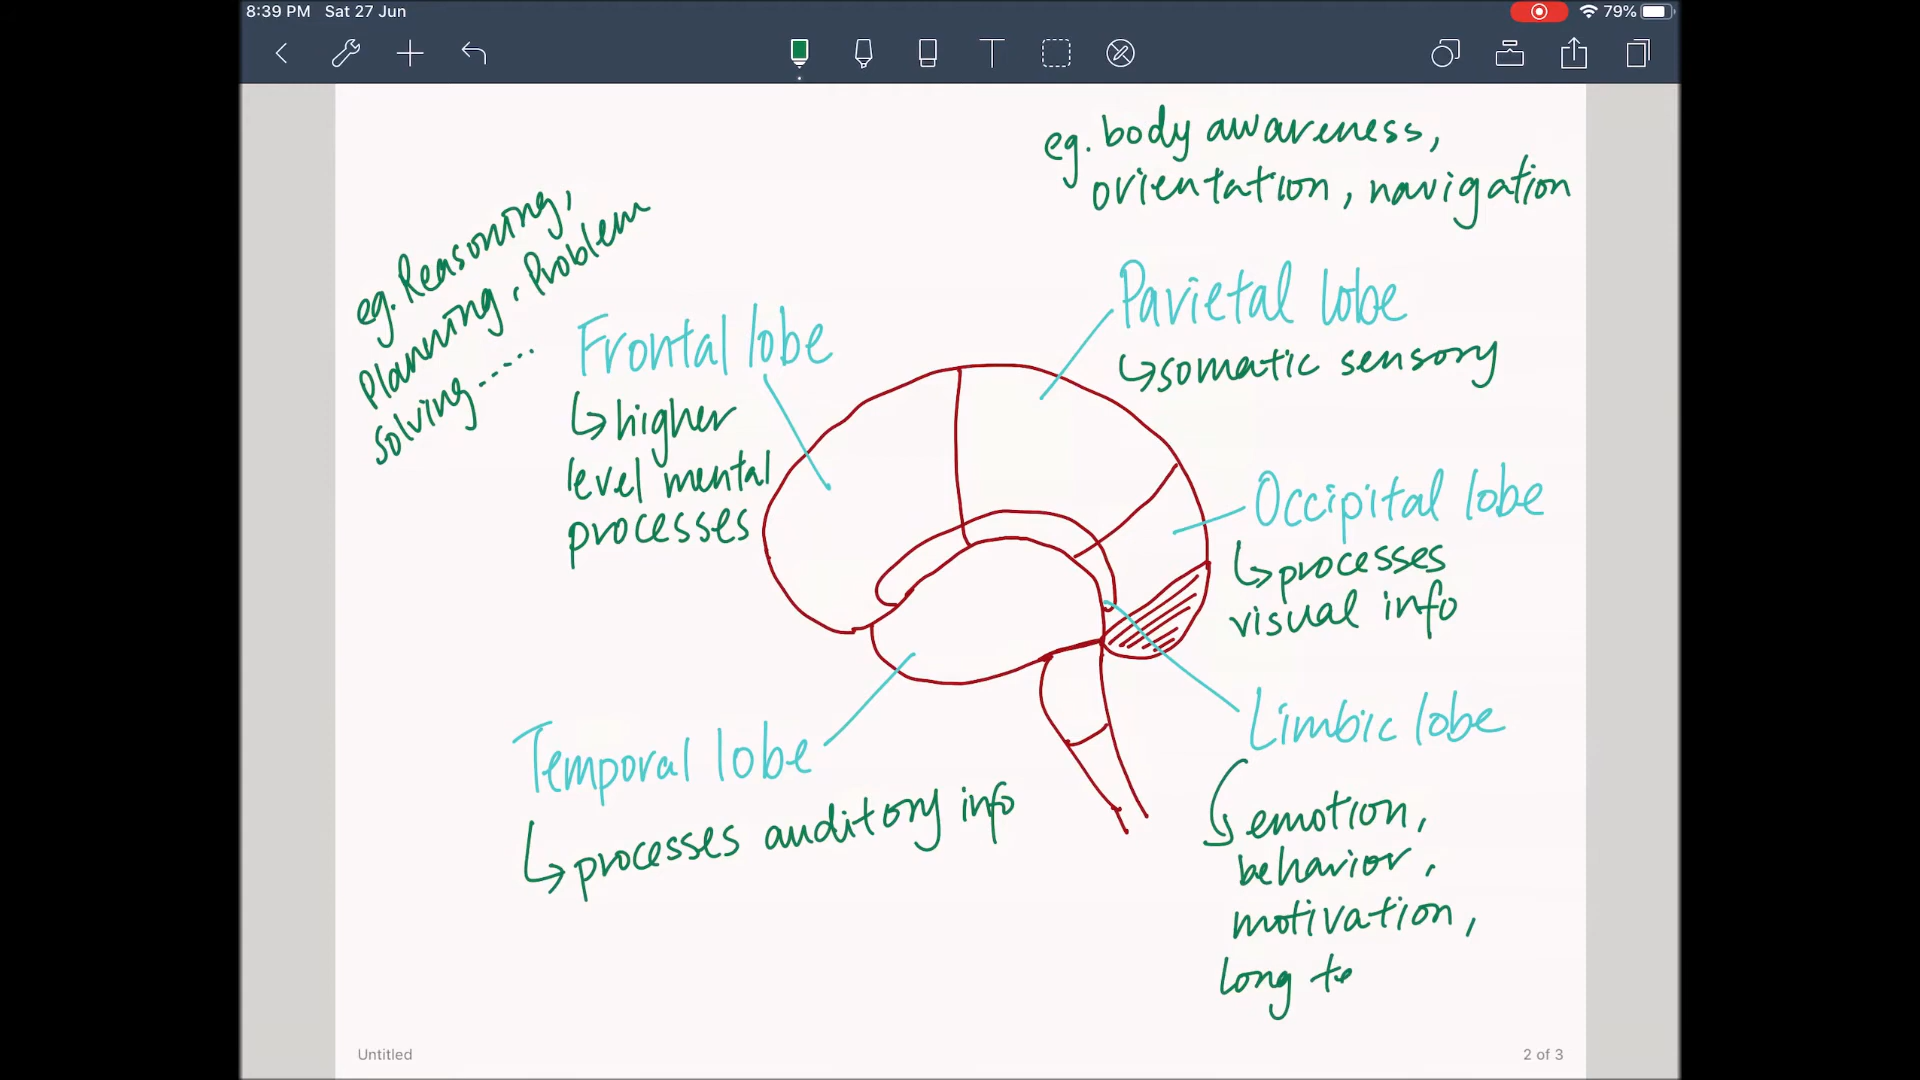 8:39 PM Sat 27 Jun
79%
eg. body awareness,
orientation, navigation
eg. Reasoning,
Planning, Problem
solving.....
Frontal lobe
↳higher
level mental
processes
Parietal lobe
↳somatic sensory
Occipital lobe
↳processes
visual info
Temporal lobe
↳processes auditory info
Limbic lobe
↳emotion,
behavior,
motivation,
long te
Untitled
2 of 3